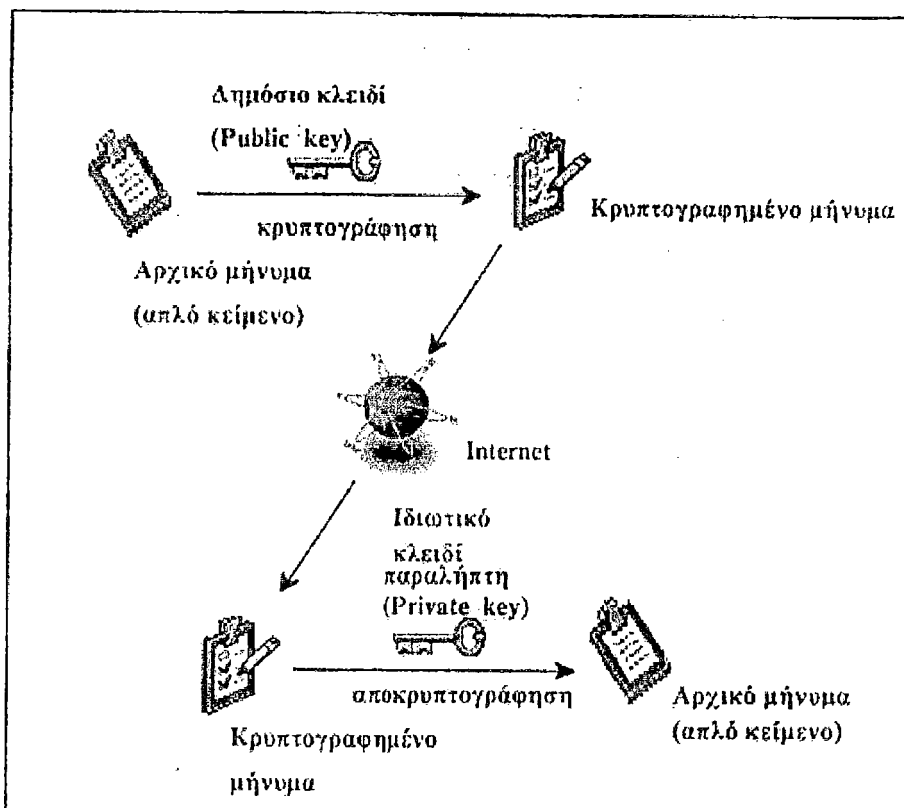 Δημόσιο κλειδί
(Public key)
κρυπτογράφηση
Αρχικό μήνυμα
(απλό κείμενο)
Κρυπτογραφημένο μήνυμα
Internet
Ιδιωτικό
κλειδί
παραλήπτη
(Private key)
αποκρυπτογράφηση
Κρυπτογραφημένο
μήνυμα
Αρχικό μήνυμα
(απλό κείμενο)